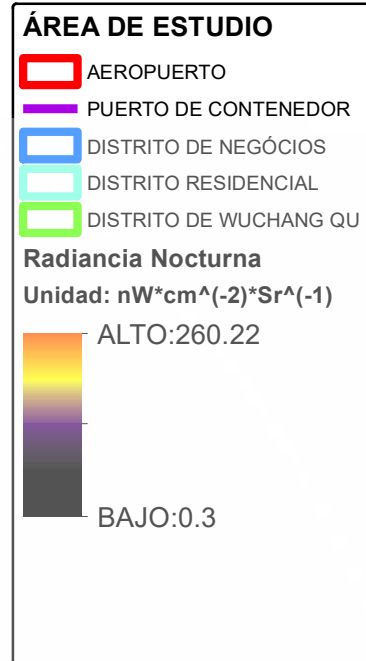 ÁREA DE ESTUDIO
AEROPUERTO
PUERTO DE CONTENEDOR
DISTRITO DE NEGÓCIOS
DISTRITO RESIDENCIAL
DISTRITO DE WUCHANG QU
Radiancia Nocturna
Unidad: nW*cm^(-2)*Sr^(-1)
ALTO:260.22
BAJO:0.3